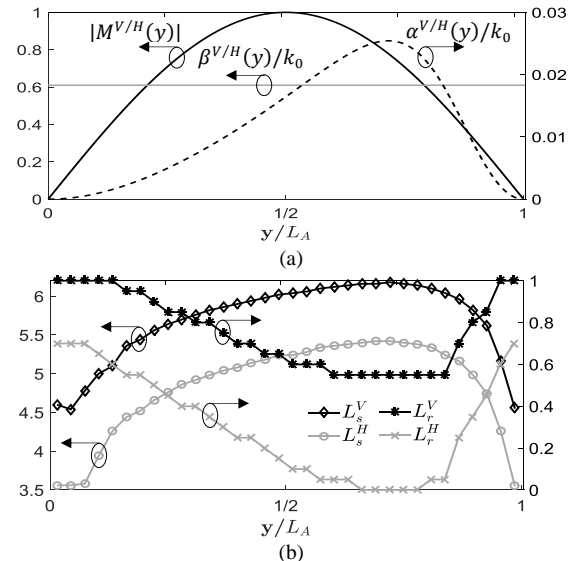 1 0.03
|M^{V/H}(y)| α^{V/H}(y)/k_0
0.8
β^{V/H}(y)/k_0
0.02
0.6
0.4
0.01
0.2
0 0
0 1/2 1
y/L_A
(a)
6 1
5.5 0.8
0.6
5
0.4
4.5
L_s^V L_r^V
0.2
4 L_s^H L_r^H
3.5 0
0 1/2 1
y/L_A
(b)